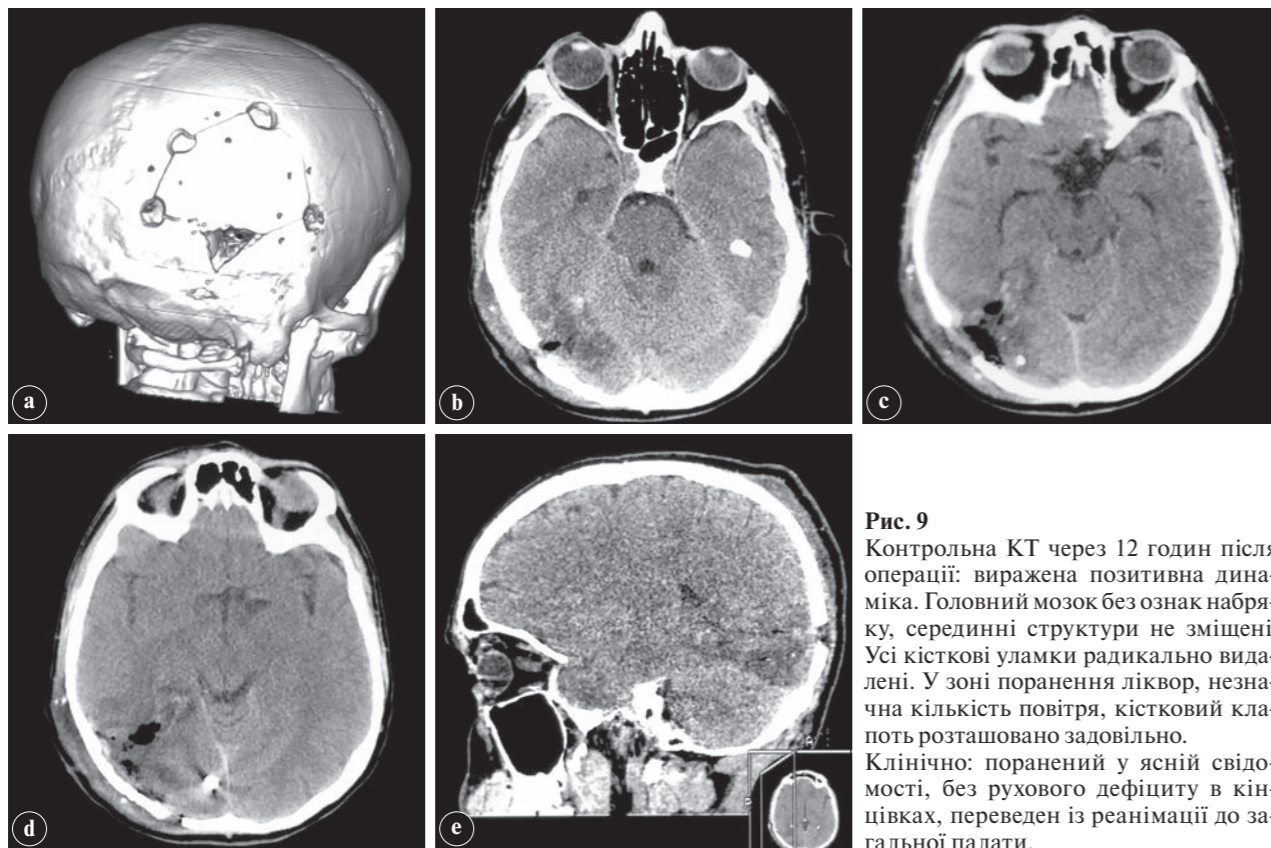 a
b
c
d
e
Рис. 9
Контрольна КТ через 12 годин після
операції: виражена позитивна дина-
міка. Головний мозок без ознак набря-
ку, серединні структури не зміщені.
Усі кісткові уламки радикально вида-
лені. У зоні поранення ліквор, незна-
чна кількість повітря, кістковий кла-
поть розташовано задовільно.
Клінічно: поранений у ясній свідо-
мості, без рухового дефіциту в кін-
цівках, переведен із реанімації до за-
гальної палати.